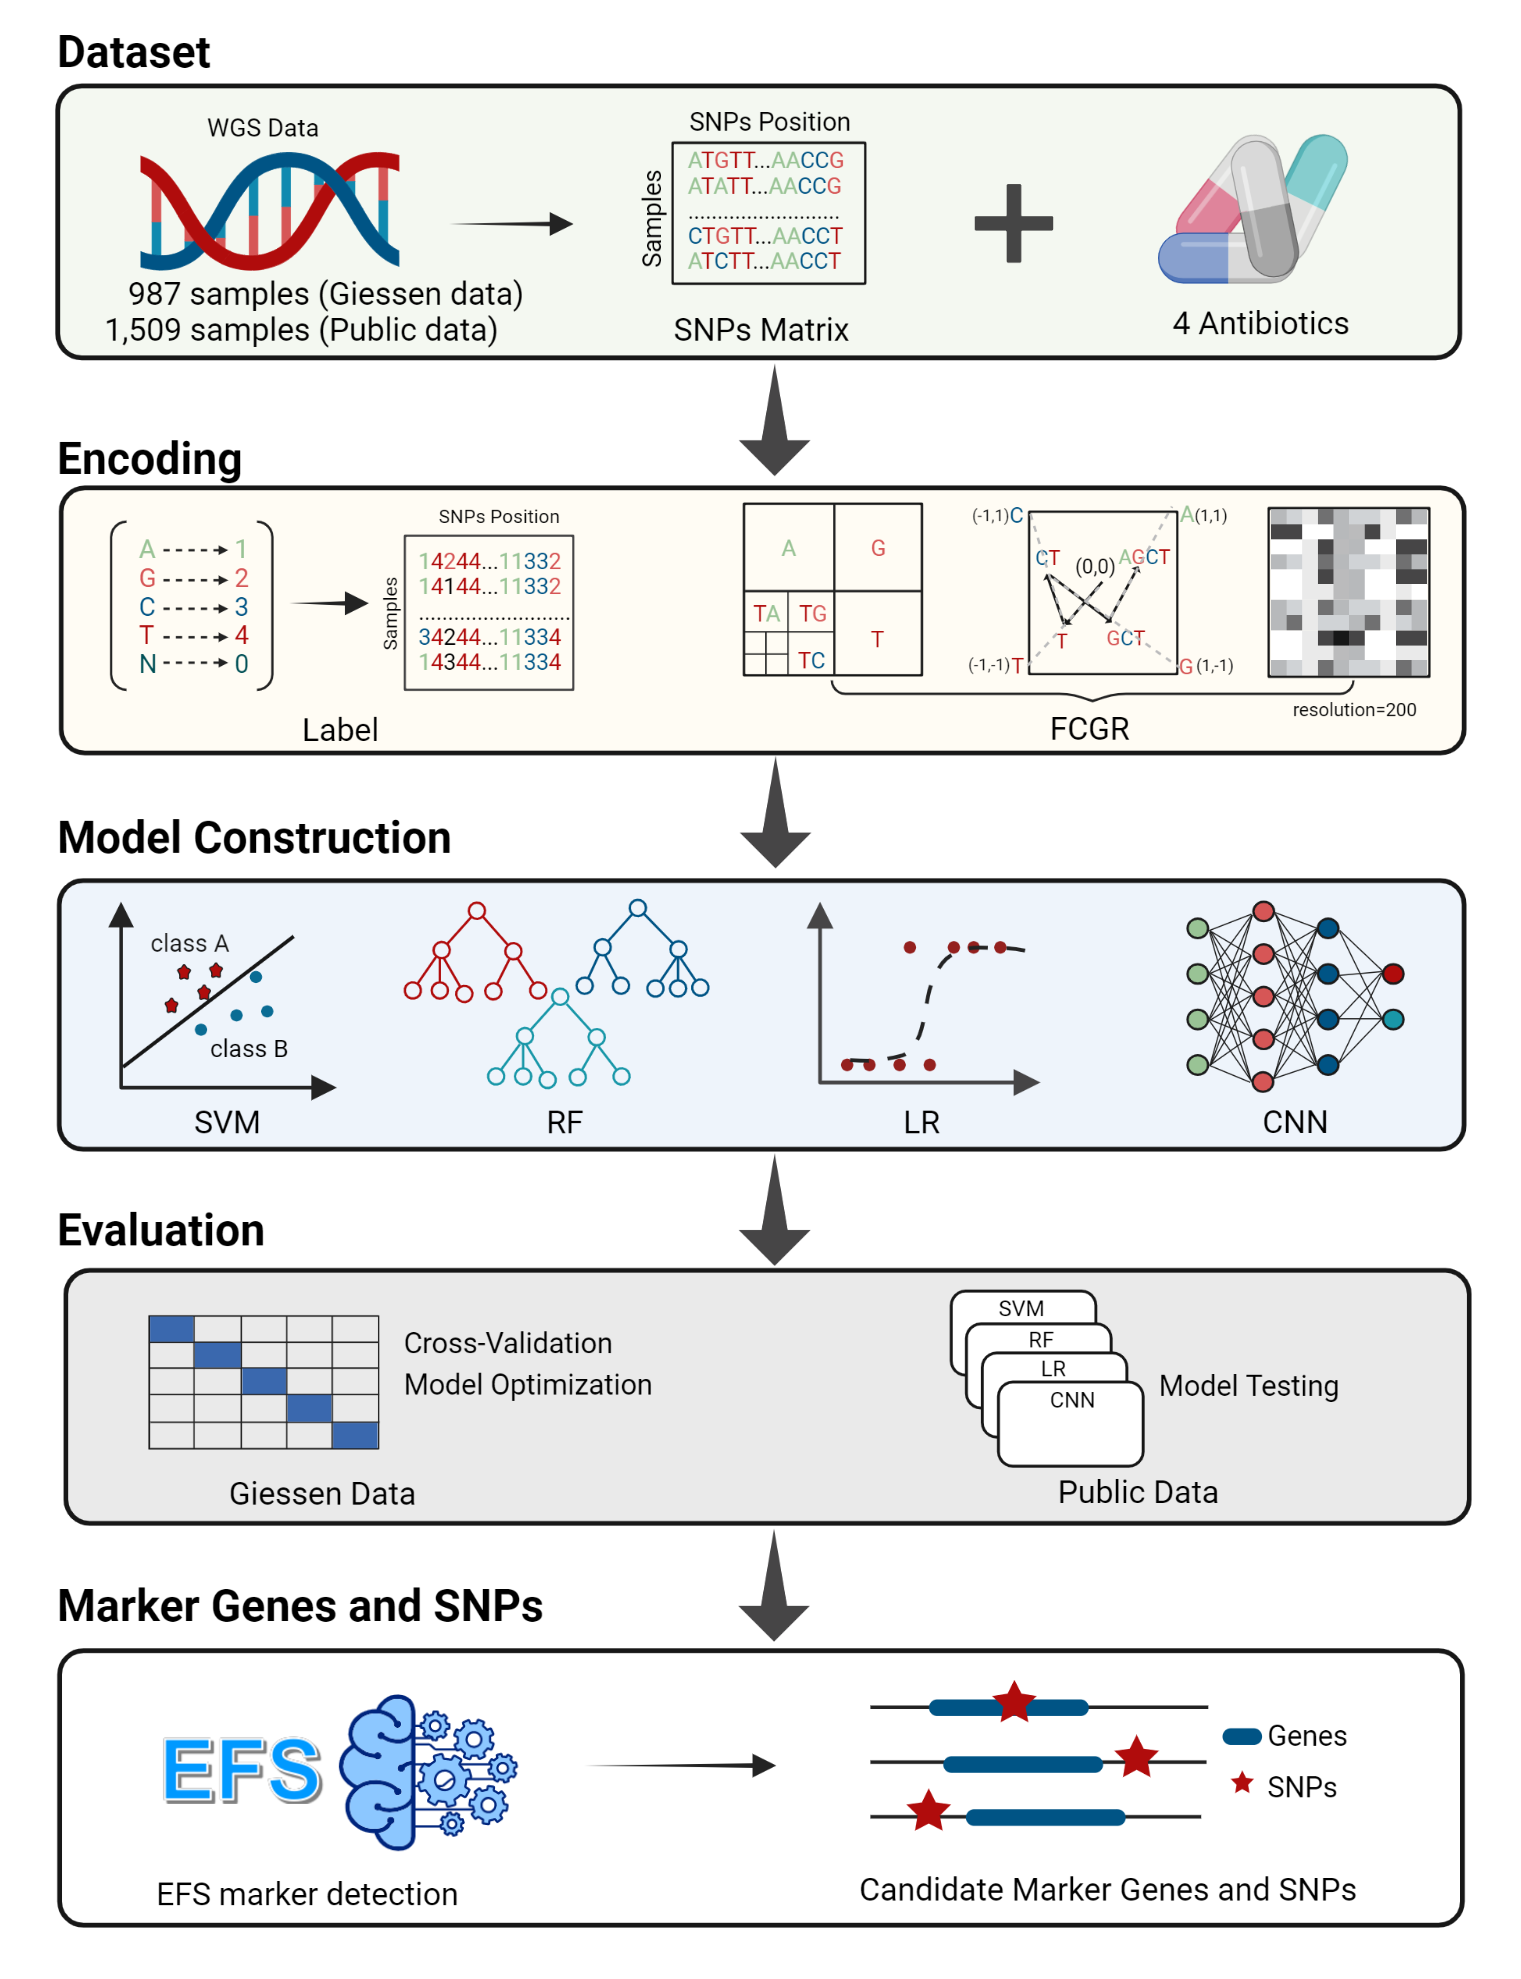 Dataset
WGS Data
987 samples (Giessen data)
1,509 samples (Public data)
SNPs Position
Samples
ATGTT...AACCG
ATATT...AACCG
..........................
CTGTT...AACCT
ATCTT...AACCT
SNPs Matrix
4 Antibiotics
Encoding
A 1
G 2
C 3
T 4
N 0
SNPs Position
Samples
14244...11332
14144...11332
..........................
34244...11334
14344...11334
Label
A G
TA TG
T
TC
(-1,1)C A(1,1)
CT (0,0) AGCT
T GCT
(-1,-1)T G(1,-1)
resolution=200
FCGR
Model Construction
class A
class B
SVM
RF
LR
CNN
Evaluation
Cross-Validation
Model Optimization
Giessen Data
SVM
RF
LR
CNN
Model Testing
Public Data
Marker Genes and SNPs
EFS
EFS marker detection
Genes
SNPs
Candidate Marker Genes and SNPs